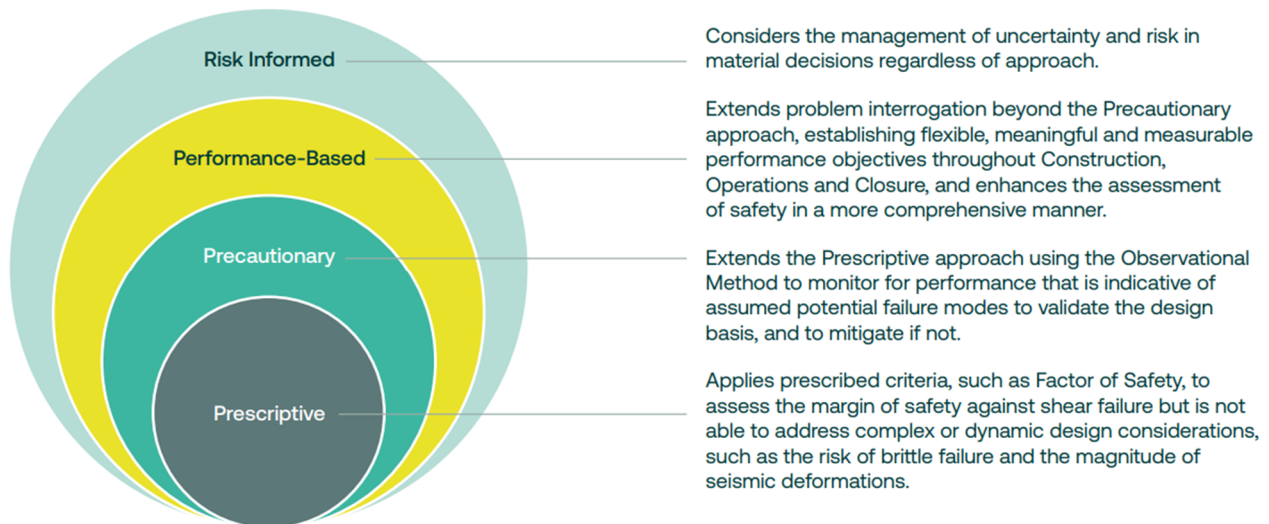 Risk Informed
Considers the management of uncertainty and risk in
material decisions regardless of approach.
Performance-Based
Extends problem interrogation beyond the Precautionary
approach, establishing flexible, meaningful and measurable
performance objectives throughout Construction,
Operations and Closure, and enhances the assessment
of safety in a more comprehensive manner.
Precautionary
Extends the Prescriptive approach using the Observational
Method to monitor for performance that is indicative of
assumed potential failure modes to validate the design
basis, and to mitigate if not.
Prescriptive
Applies prescribed criteria, such as Factor of Safety, to
assess the margin of safety against shear failure but is not
able to address complex or dynamic design considerations,
such as the risk of brittle failure and the magnitude of
seismic deformations.